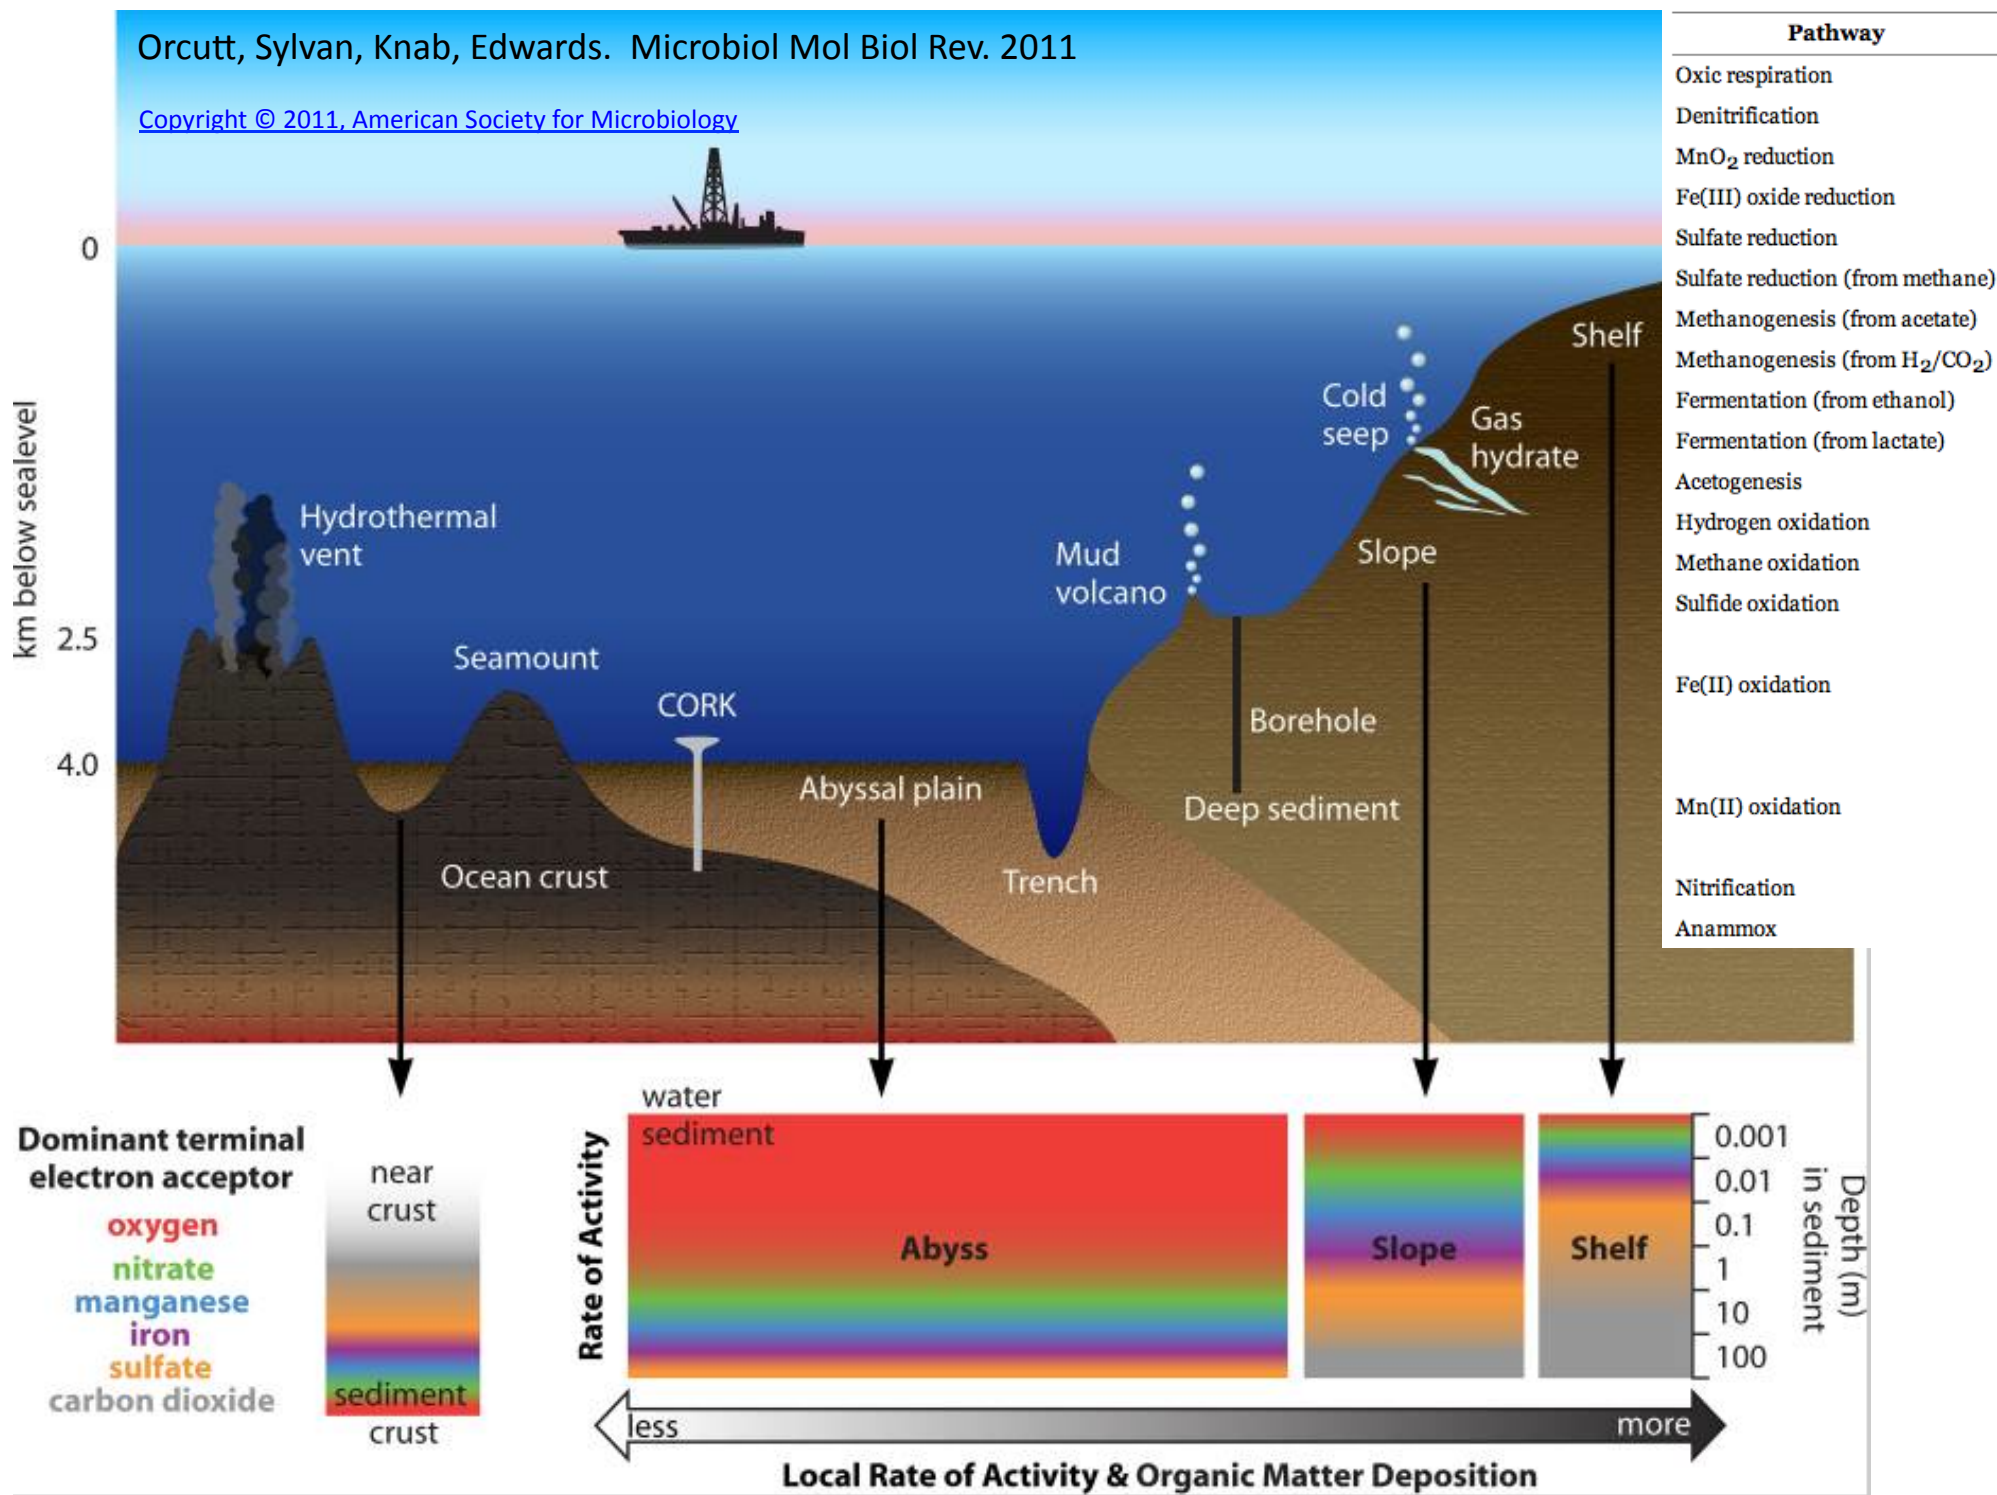 Orcutt, Sylvan, Knab, Edwards. Microbiol Mol Biol Rev. 2011
Copyright © 2011, American Society for Microbiology
Pathway
Oxic respiration
Denitrification
MnO₂ reduction
Fe(III) oxide reduction
Sulfate reduction
Sulfate reduction (from methane)
Methanogenesis (from acetate)
Methanogenesis (from H₂/CO₂)
Fermentation (from ethanol)
Fermentation (from lactate)
Acetogenesis
Hydrogen oxidation
Methane oxidation
Sulfide oxidation
Fe(II) oxidation
Mn(II) oxidation
Nitrification
Anammox
km below sealevel
0
2.5
4.0
Hydrothermal
vent
Seamount
CORK
Ocean crust
Abyssal plain
Trench
Mud
volcano
Borehole
Deep sediment
Cold
seep
Gas
hydrate
Slope
Shelf
Dominant terminal
electron acceptor
oxygen
nitrate
manganese
iron
sulfate
carbon dioxide
near
crust
sediment
crust
Rate of Activity
water
sediment
Abyss
Slope
Shelf
0.001
0.01
0.1
1
10
100
Depth (m)
in sediment
less
more
Local Rate of Activity & Organic Matter Deposition